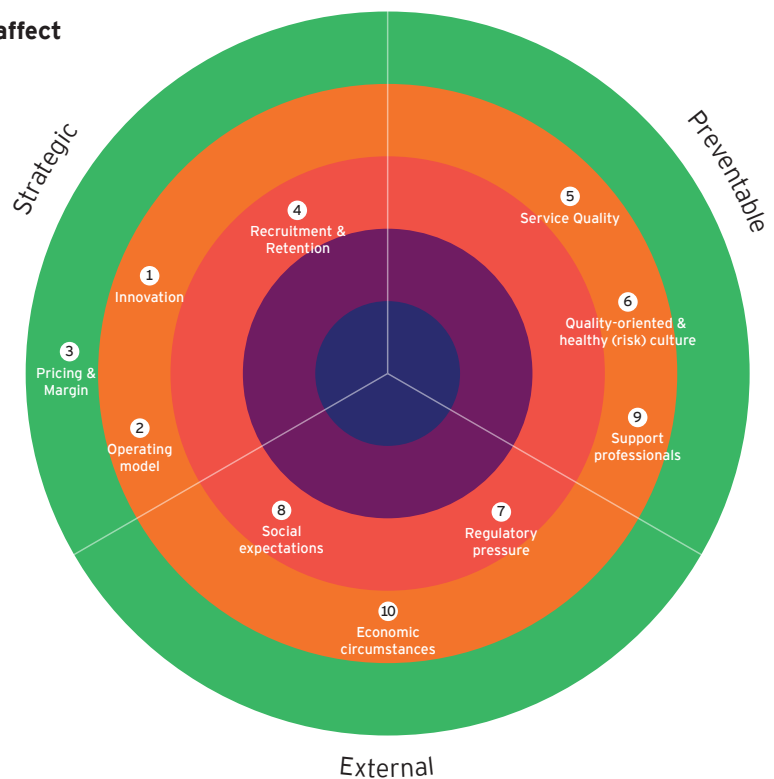 affect
Strategic
Preventable
4
Recruitment &
Retention
5
Service Quality
1
Innovation
6
Quality-oriented &
healthy (risk) culture
3
Pricing &
Margin
2
Operating
model
9
Support
professionals
8
Social
expectations
7
Regulatory
pressure
10
Economic
circumstances
External